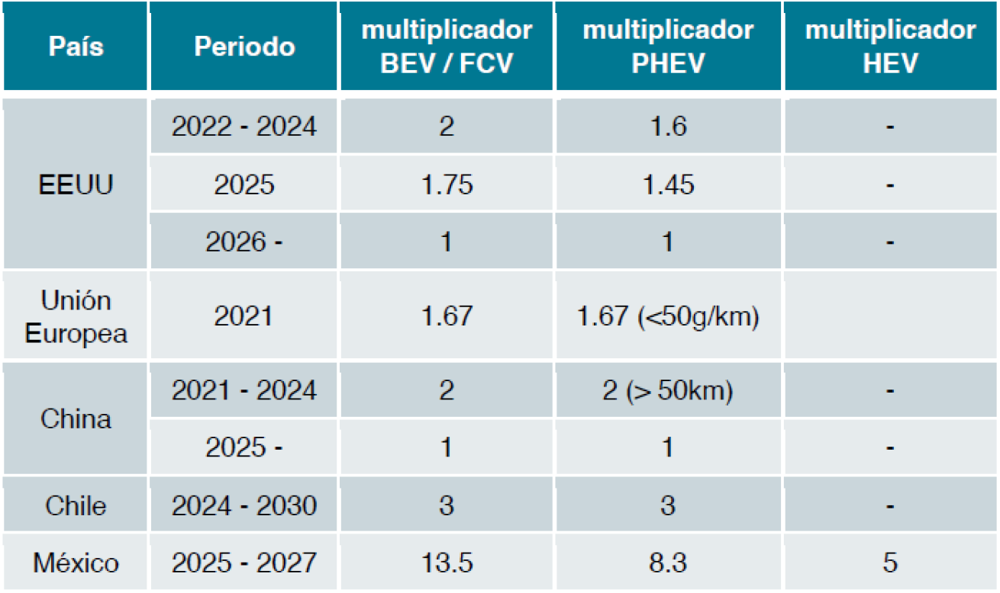 País Periodo multiplicador BEV / FCV multiplicador PHEV multiplicador HEV
EEUU 2022 - 2024 2 1.6 -
2025 1.75 1.45 -
2026 - 1 1 -
Unión Europea 2021 1.67 1.67 (<50g/km)
China 2021 - 2024 2 2 (> 50km) -
2025 - 1 1 -
Chile 2024 - 2030 3 3 -
México 2025 - 2027 13.5 8.3 5